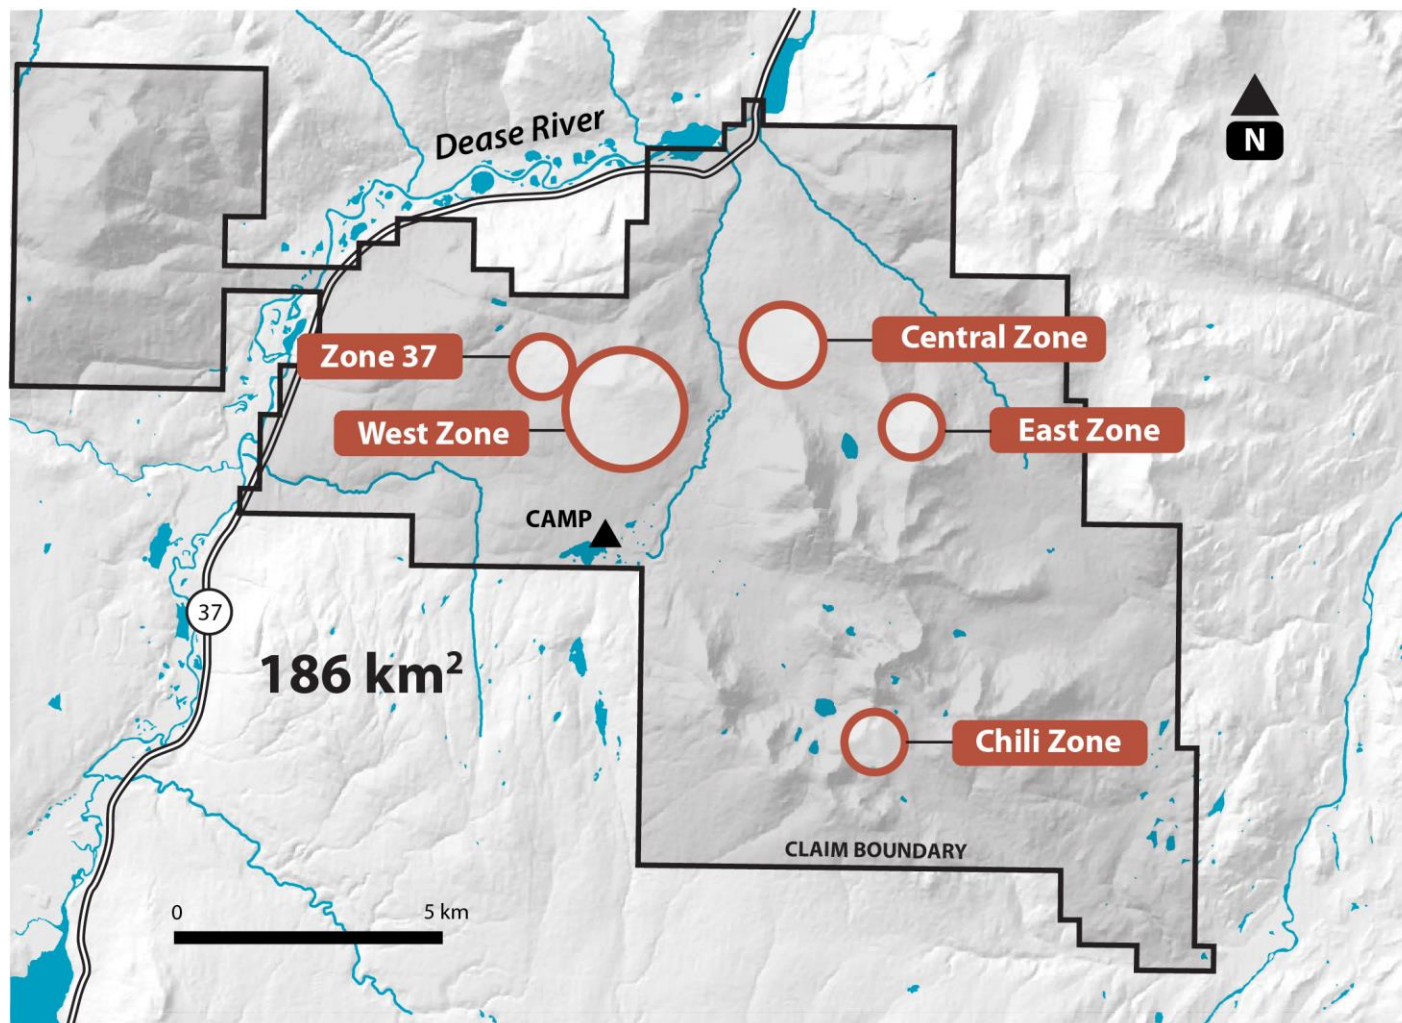 Dease River
N
Central Zone
Zone 37
West Zone
East Zone
CAMP
37
186 km²
Chili Zone
CLAIM BOUNDARY
0 5 km